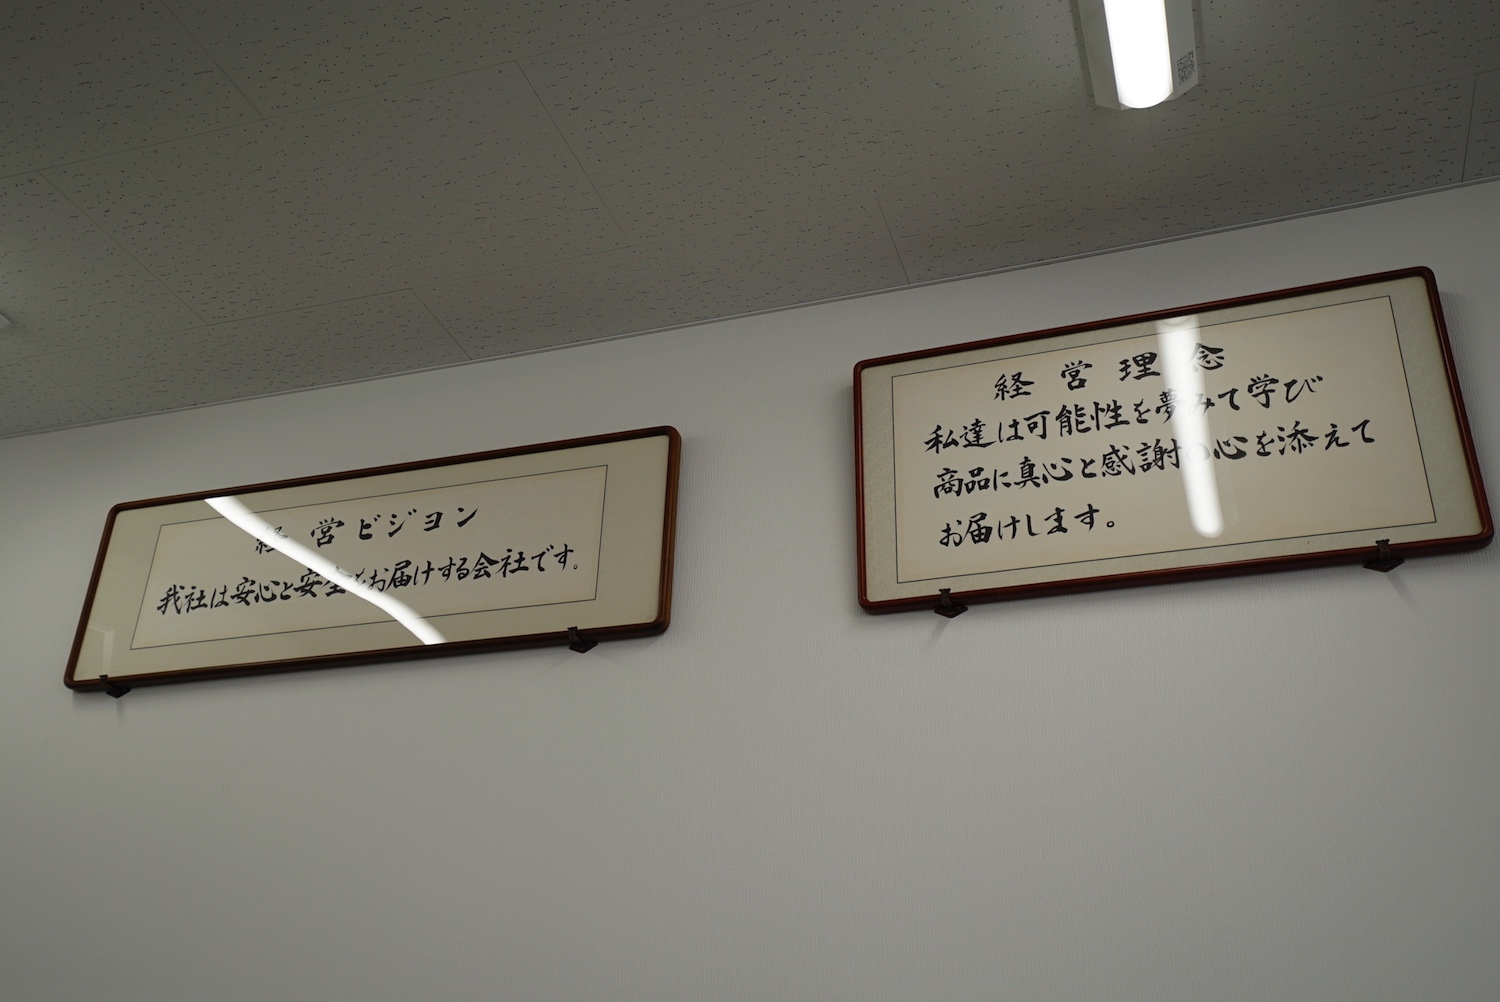 経営ビジョン
我社は安心と安全をお届けする会社です。
経営理念
私達は可能性を夢みて学び
商品に真心と感謝の心を添えて
お届けします。